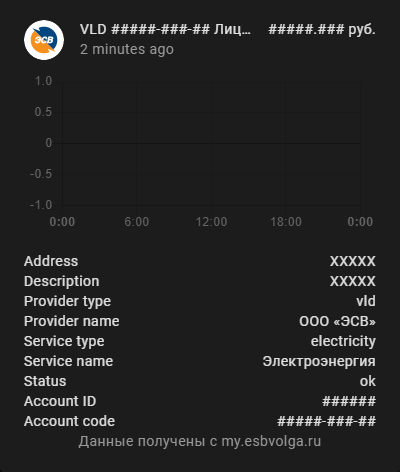 ЭСВ
VLD #####-###-## Лиц... #####.### руб.
2 minutes ago
1.0
0.5
0
-0.5
-1.0
0:00 6:00 12:00 18:00 0:00
Address XXXXX
Description XXXXX
Provider type vld
Provider name ООО «ЭСВ»
Service type electricity
Service name Электроэнергия
Status ok
Account ID ######
Account code #####-###-##
Данные получены с my.esbvolga.ru